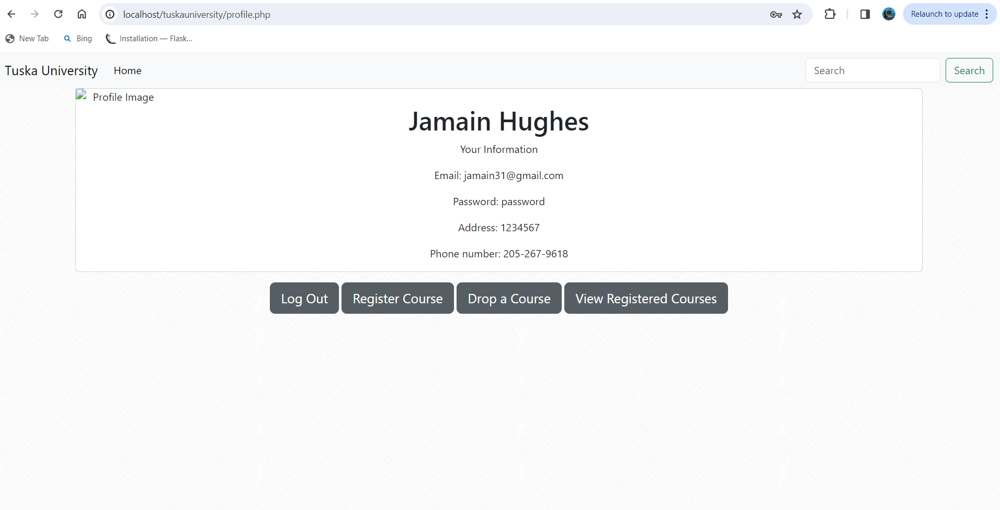 localhost/tuskauniversity/profile.php
Relaunch to update
New Tab Bing Installation — Flask...
Tuska University Home Search Search
Profile Image
Jamain Hughes
Your Information
Email: jamain31@gmail.com
Password: password
Address: 1234567
Phone number: 205-267-9618
Log Out Register Course Drop a Course View Registered Courses